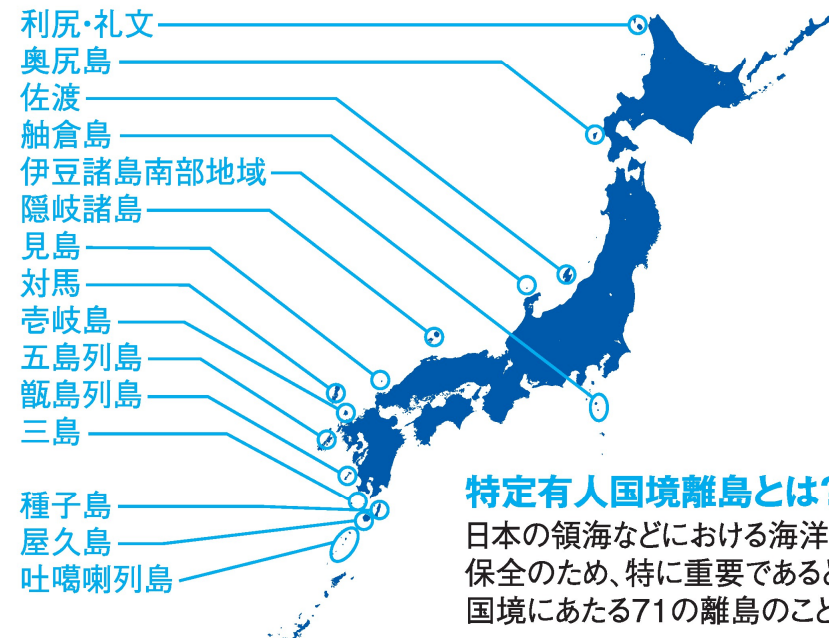 利尻・礼文
奥尻島
佐渡
舳倉島
伊豆諸島南部地域
隠岐諸島
見島
対馬
壱岐島
五島列島
甑島列島
三島
種子島
屋久島
吐噶喇列島
特定有人国境離島とは?
日本の領海などにおける海洋
保全のため、特に重要であると
国境にあたる71の離島のこと